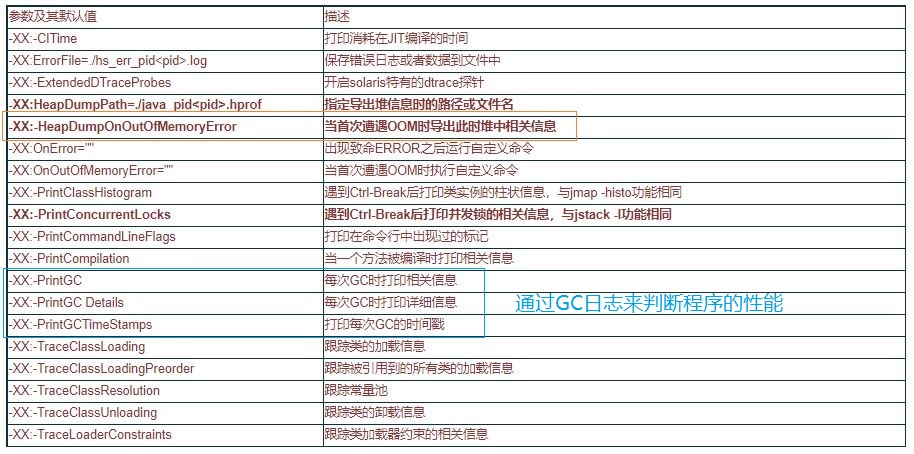 参数及其默认值 描述
-XX:-CITime 打印消耗在JIT编译的时间
-XX:ErrorFile=./hs_err_pid<pid>.log 保存错误日志或者数据到文件中
-XX:-ExtendedDTraceProbes 开启solaris特有的dtrace探针
-XX:HeapDumpPath=./java_pid<pid>.hprof 指定导出堆信息时的路径或文件名
-XX:-HeapDumpOnOutOfMemoryError 当首次遭遇OOM时导出此时堆中相关信息
-XX:OnError="" 出现致命ERROR之后运行自定义命令
-XX:OnOutOfMemoryError="" 当首次遭遇OOM时执行自定义命令
-XX:-PrintClassHistogram 遇到Ctrl-Break后打印类实例的柱状信息，与jmap -histo功能相同
-XX:-PrintConcurrentLocks 遇到Ctrl-Break后打印并发锁的相关信息，与jstack -l功能相同
-XX:-PrintCommandLineFlags 打印在命令行中出现过的标记
-XX:-PrintCompilation 当一个方法被编译时打印相关信息
-XX:-PrintGC 每次GC时打印相关信息
-XX:-PrintGC Details 每次GC时打印详细信息 通过GC日志来判断程序的性能
-XX:-PrintGCTimeStamps 打印每次GC的时间戳
-XX:-TraceClassLoading 跟踪类的加载信息
-XX:-TraceClassLoadingPreorder 跟踪被引用到的所有类的加载信息
-XX:-TraceClassResolution 跟踪常量池
-XX:-TraceClassUnloading 跟踪类的卸载信息
-XX:-TraceLoaderConstraints 跟踪类加载器约束的相关信息